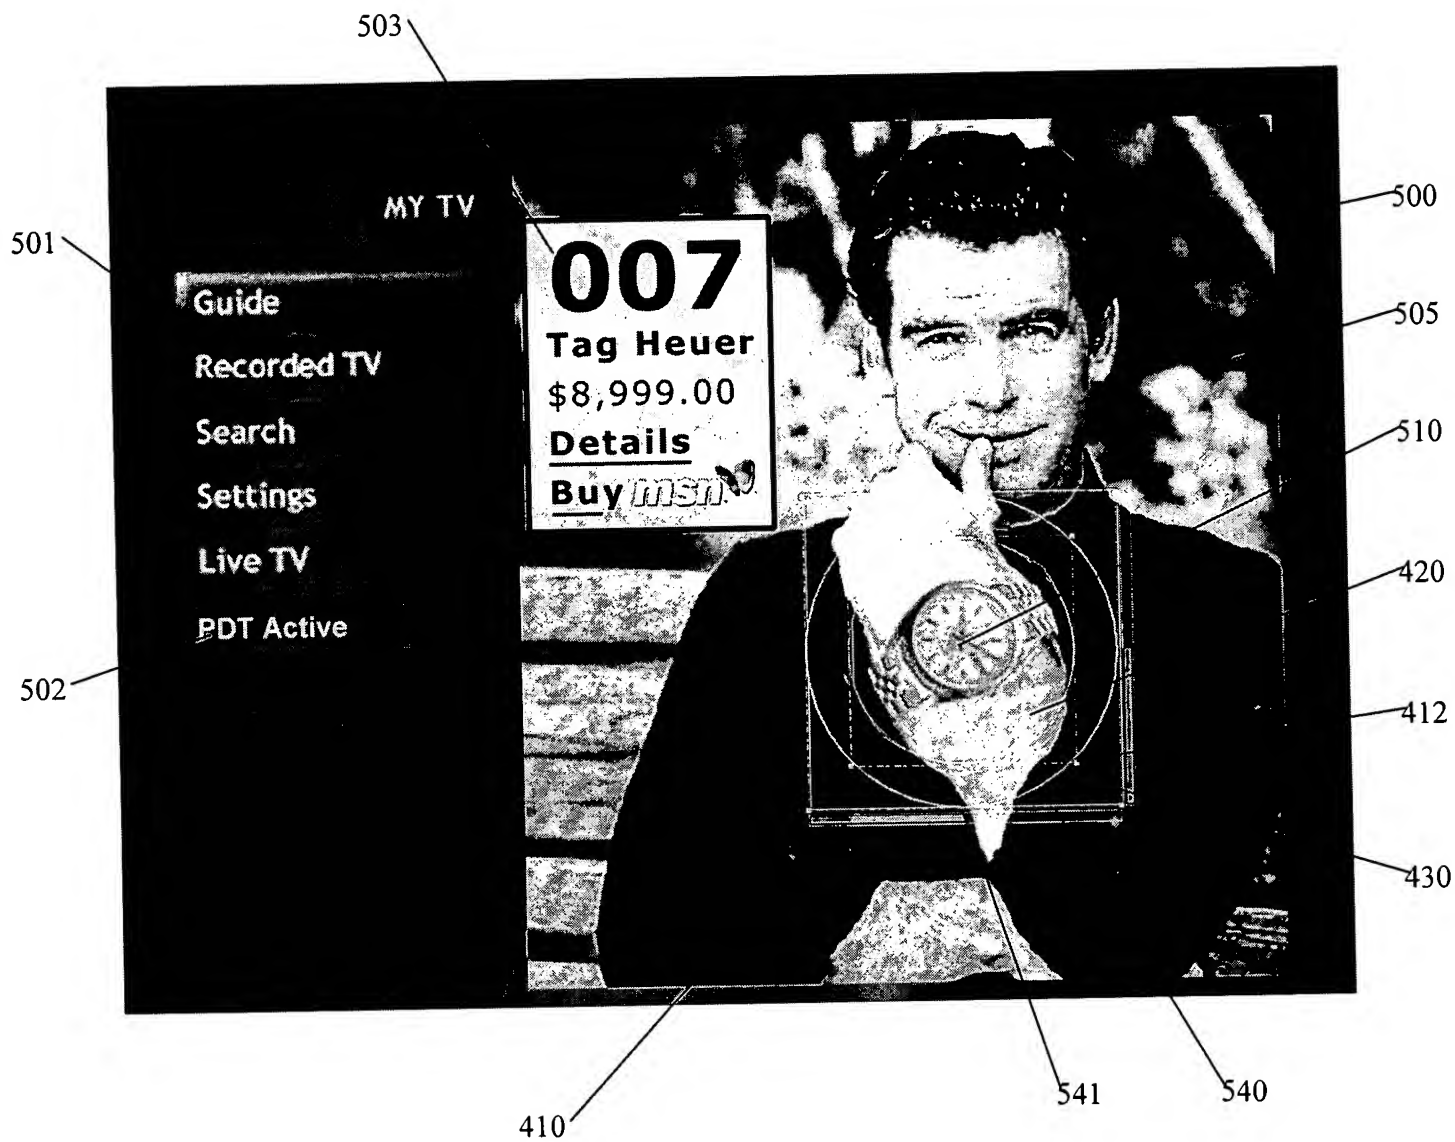 503
MY TV
500
501
007
Guide
505
Tag Heuer
Recorded TV
$8,999.00
Search
Details
510
Settings
Buy msn
Live TV
420
PDT Active
502
412
430
541
540
410